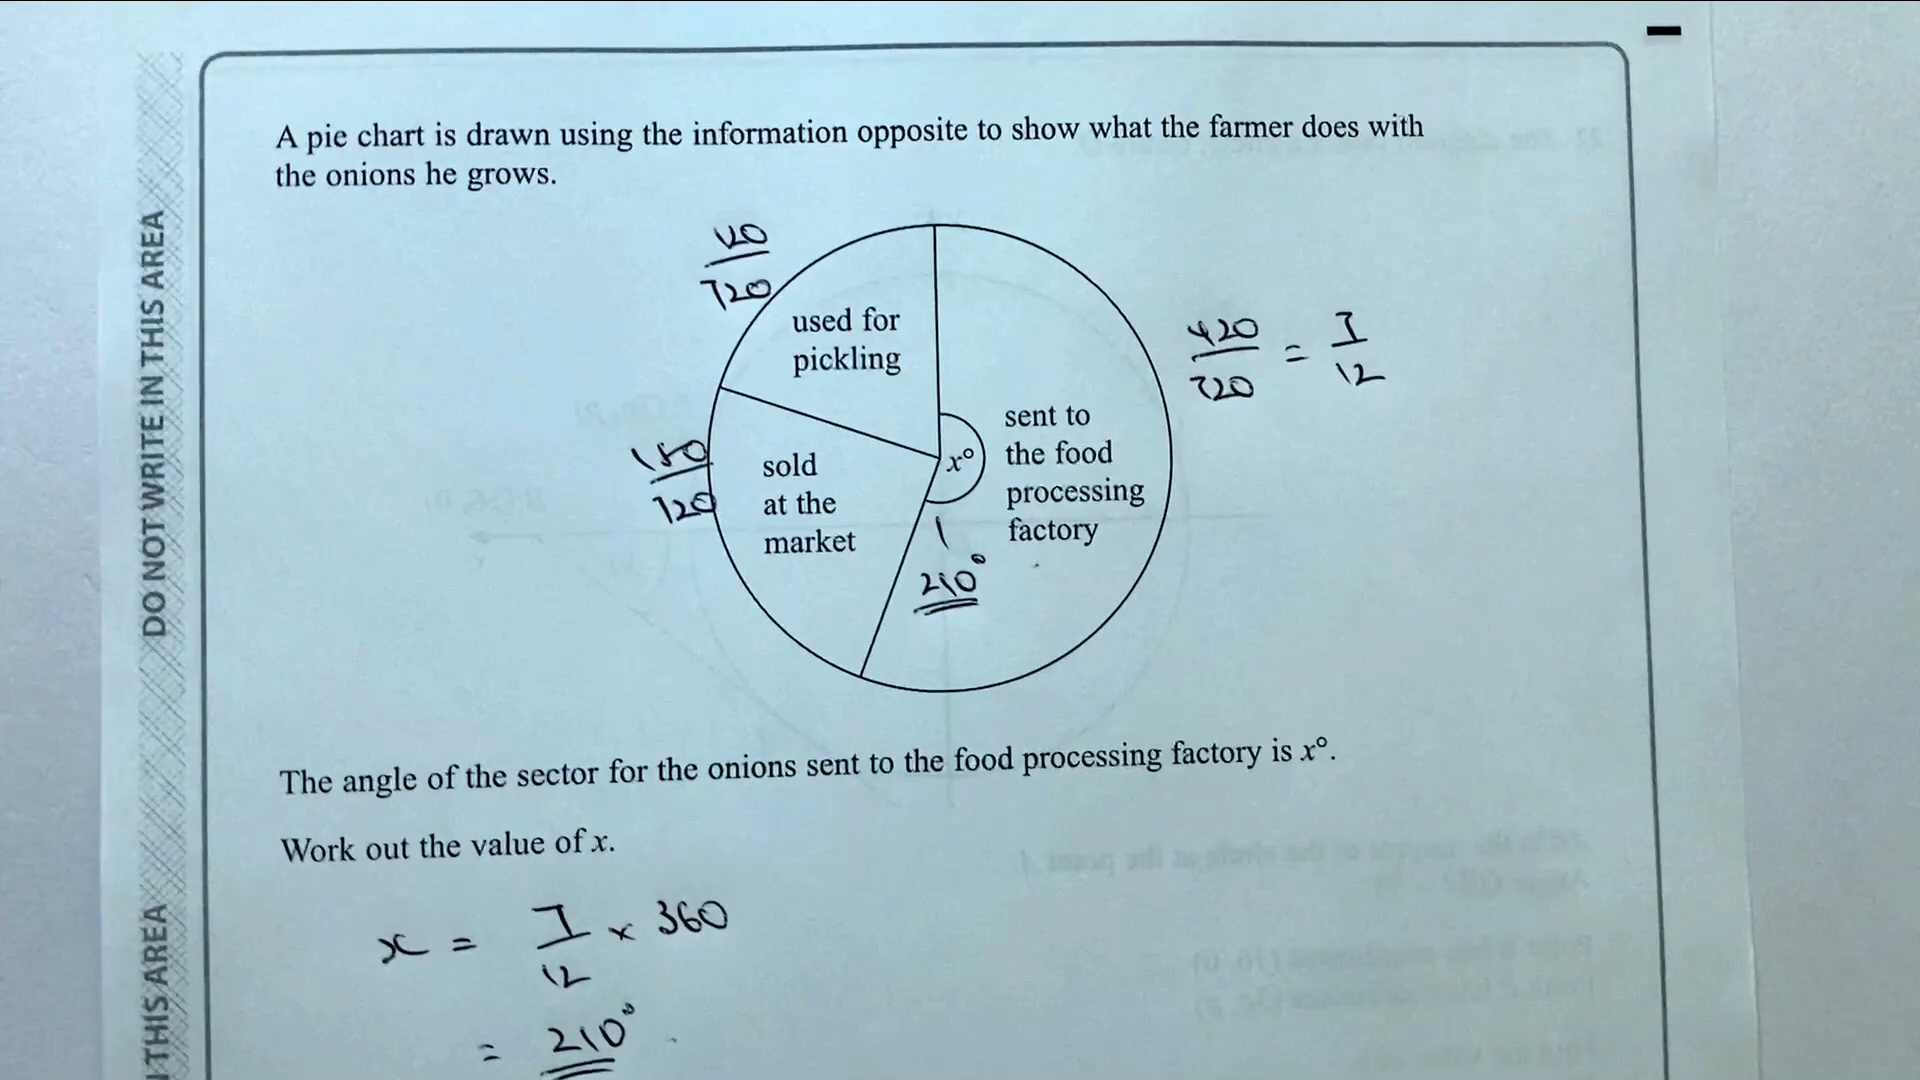 A pie chart is drawn using the information opposite to show what the farmer does with
the onions he grows.
120
720
used for
pickling
420
720
=
7
12
180
720
sold
at the
market
x°
sent to
the food
processing
factory
210°
The angle of the sector for the onions sent to the food processing factory is x°.
Work out the value of x.
x = 7/12 × 360
= 210°
DO NOT WRITE IN THIS AREA
THIS AREA